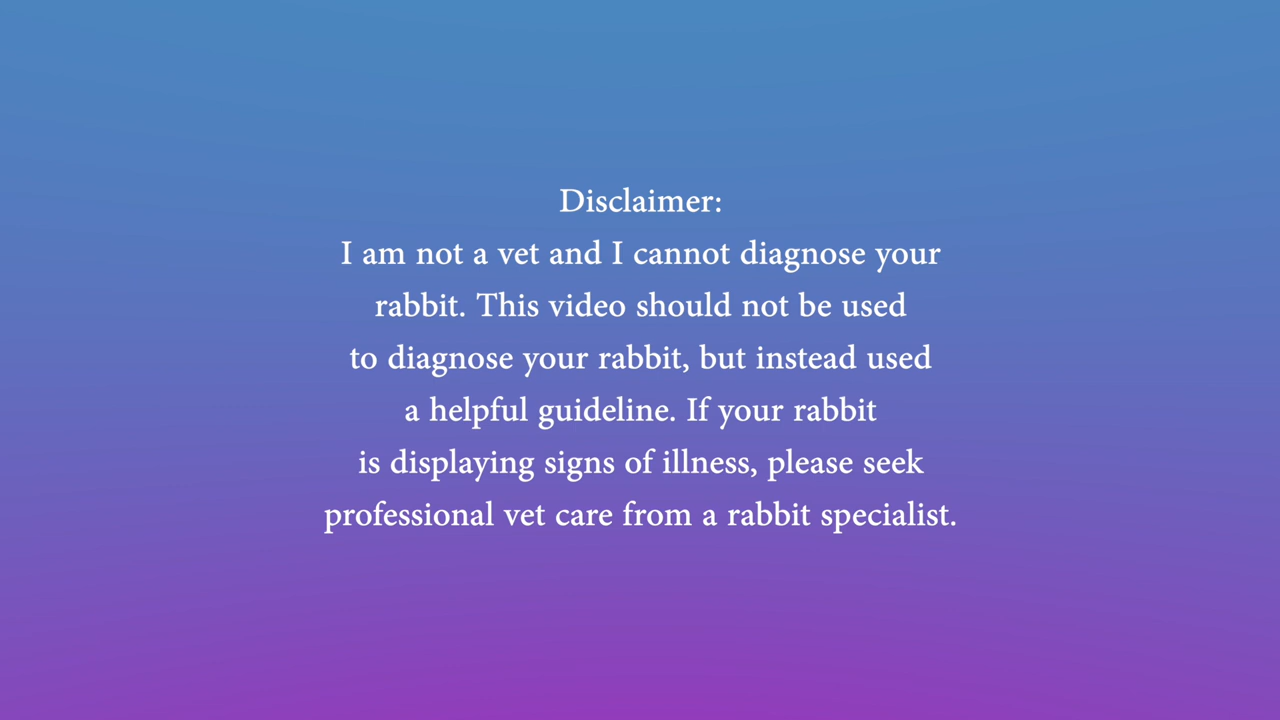 Disclaimer:
I am not a vet and I cannot diagnose your
rabbit. This video should not be used
to diagnose your rabbit, but instead used
a helpful guideline. If your rabbit
is displaying signs of illness, please seek
professional vet care from a rabbit specialist.